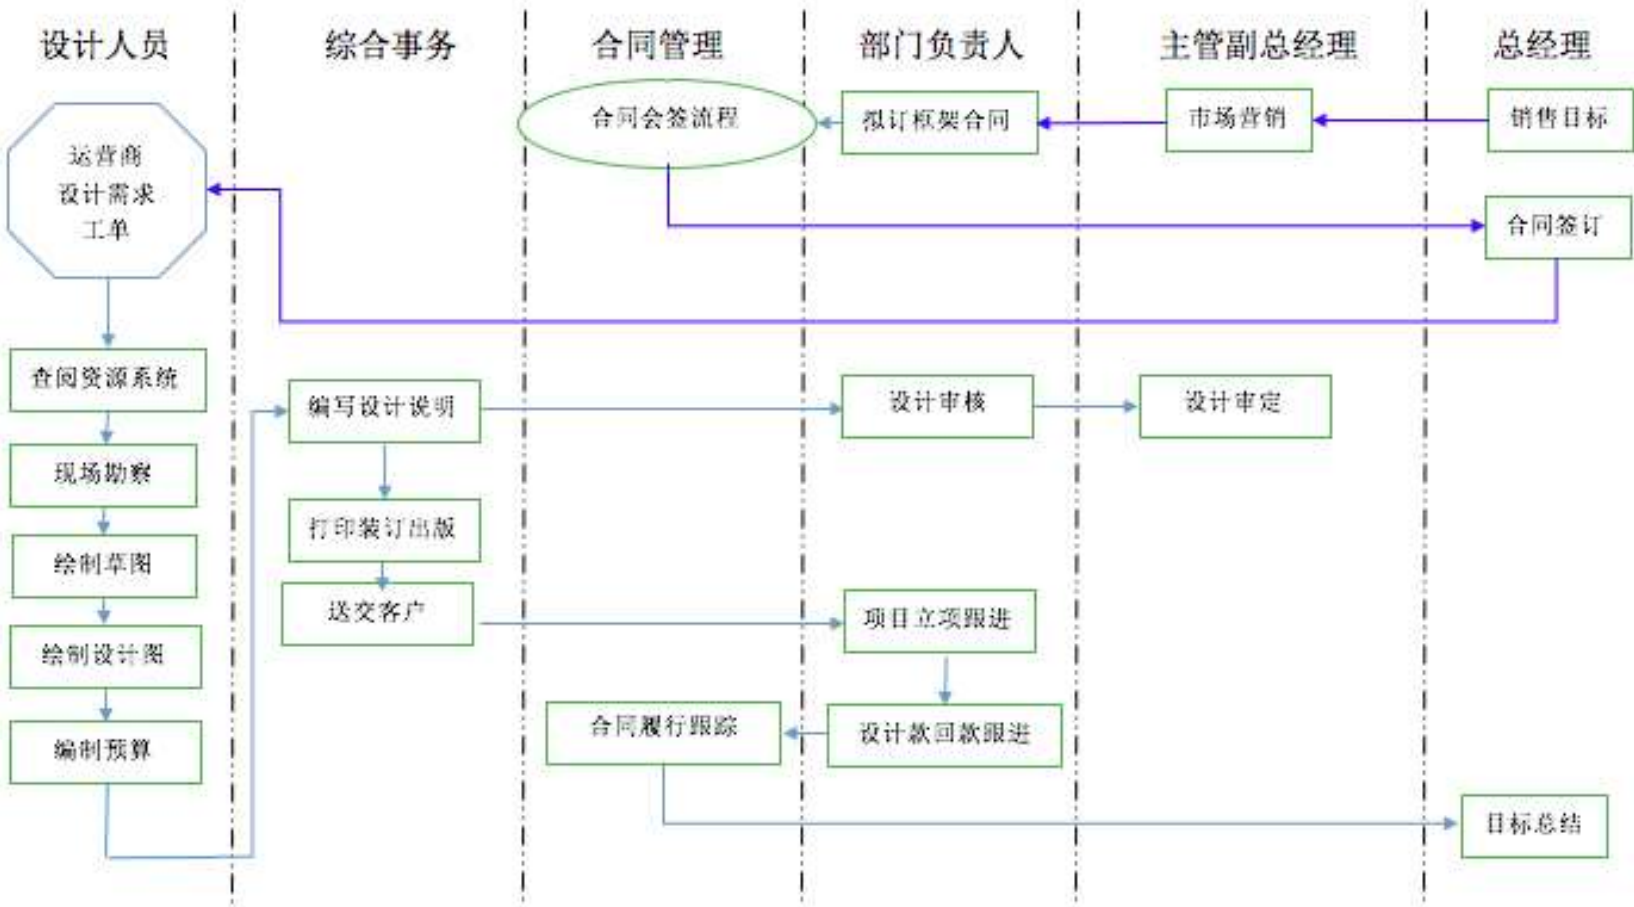 设计人员
综合事务
合同管理
部门负责人
主管副总经理
总经理
合同会签流程
拟订框架合同
市场营销
销售目标
运营商
设计需求
工单
合同签订
查阅资源系统
编写设计说明
设计审核
设计审定
现场勘察
打印装订出版
绘制草图
送交客户
项目立项跟进
绘制设计图
合同履行跟踪
设计款回款跟进
编制预算
目标总结